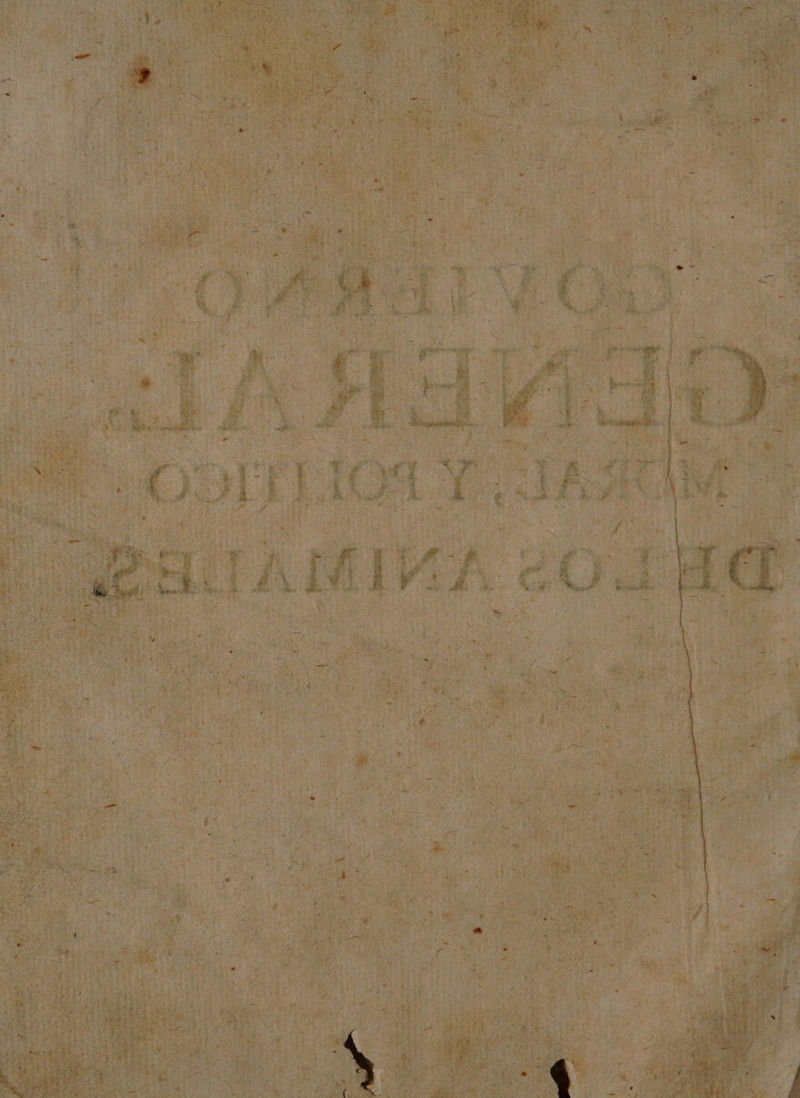 GOVIERNO
GENERAL,
MORAL, Y POLITICO
DE LOS ANIMALES.